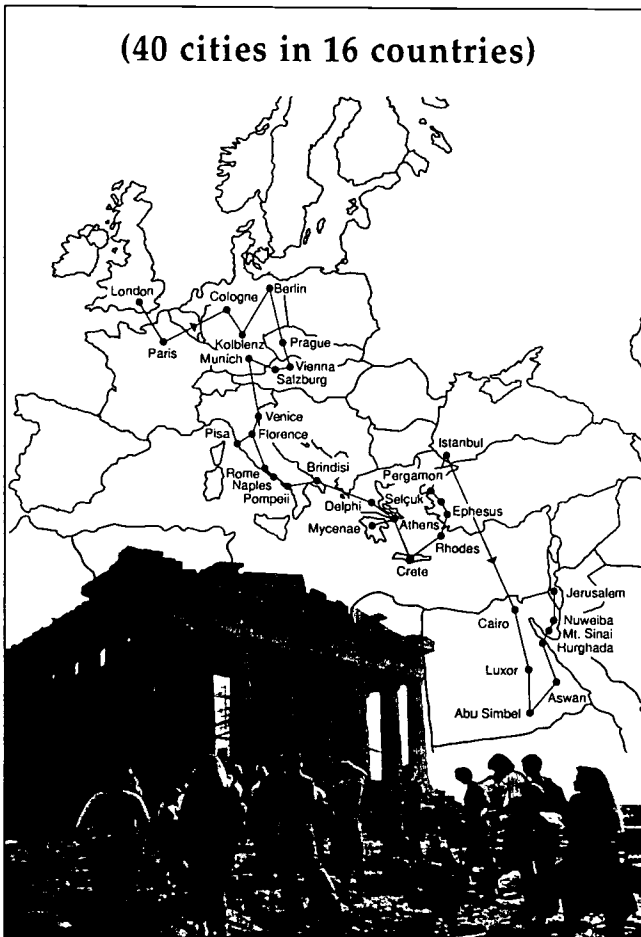 (40 cities in 16 countries)
London
Cologne
Berlin
Paris
Kolblenz
Prague
Munich
Vienna
Salzburg
Venice
Pisa
Florence
Istanbul
Rome
Brindisi
Pergamon
Naples
Selçuk
Pompeii
Delphi
Ephesus
Mycenae
Athens
Rhodes
Crete
Jerusalem
Cairo
Nuweiba
Mt. Sinai
Hurghada
Luxor
Aswan
Abu Simbel